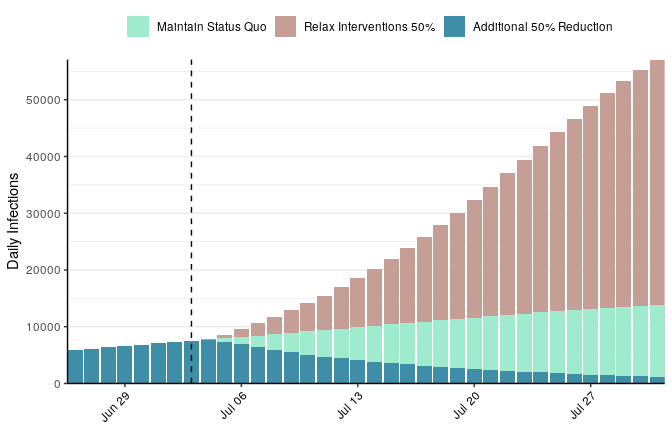 Maintain Status Quo Relax Interventions 50% Additional 50% Reduction
Daily Infections
50000
40000
30000
20000
10000
0
Jun 29 Jul 06 Jul 13 Jul 20 Jul 27